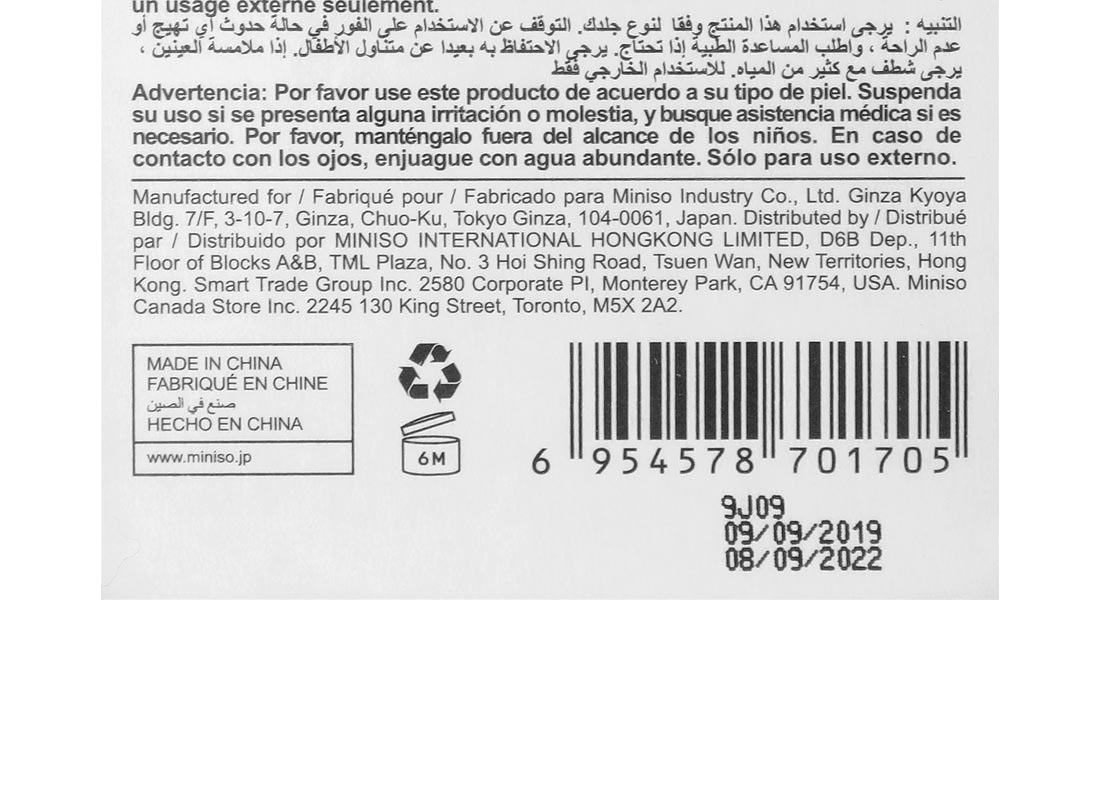 un usage externe seulement.
التنبيه : يرجى استخدام هذا المنتج وفقا لنوع جلدك. التوقف عن الاستخدام على الفور في حالة حدوث أي تهيج أو
عدم الراحة ، واطلب المساعدة الطبية إذا تحتاج. يرجى الاحتفاظ به بعيدا عن متناول الأطفال. إذا ملامسة العينين ،
يرجى شطف مع كثير من المياه. للاستخدام الخارجي فقط
Advertencia: Por favor use este producto de acuerdo a su tipo de piel. Suspenda
su uso si se presenta alguna irritación o molestia, y busque asistencia médica si es
necesario. Por favor, manténgalo fuera del alcance de los niños. En caso de
contacto con los ojos, enjuague con agua abundante. Sólo para uso externo.
Manufactured for / Fabriqué pour / Fabricado para Miniso Industry Co., Ltd. Ginza Kyoya
Bldg. 7/F, 3-10-7, Ginza, Chuo-Ku, Tokyo Ginza, 104-0061, Japan. Distributed by / Distribué
par / Distribuido por MINISO INTERNATIONAL HONGKONG LIMITED, D6B Dep., 11th
Floor of Blocks A&B, TML Plaza, No. 3 Hoi Shing Road, Tsuen Wan, New Territories, Hong
Kong. Smart Trade Group Inc. 2580 Corporate PI, Monterey Park, CA 91754, USA. Miniso
Canada Store Inc. 2245 130 King Street, Toronto, M5X 2A2.
MADE IN CHINA
FABRIQUÉ EN CHINE
صنع في الصين
HECHO EN CHINA
www.miniso.jp
6M
6 954578 701705
9J09
09/09/2019
08/09/2022